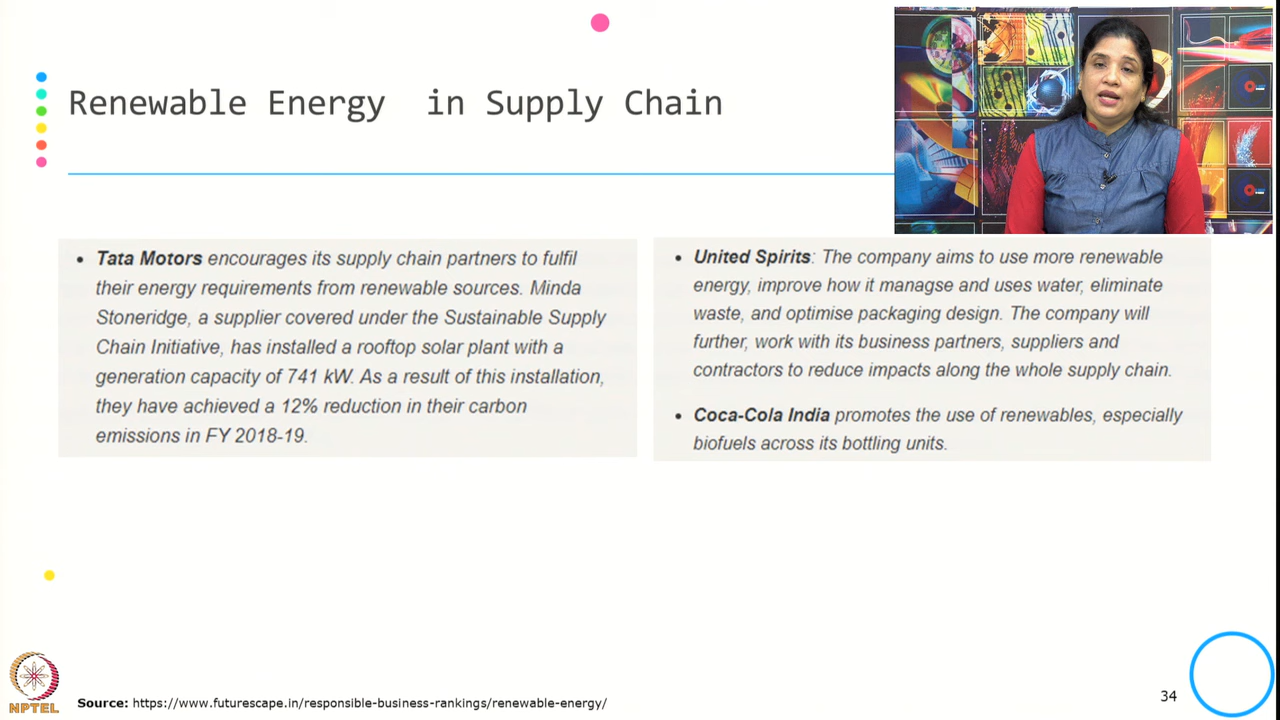 Renewable Energy in Supply Chain
• Tata Motors encourages its supply chain partners to fulfil
their energy requirements from renewable sources. Minda
Stoneridge, a supplier covered under the Sustainable Supply
Chain Initiative, has installed a rooftop solar plant with a
generation capacity of 741 kW. As a result of this installation,
they have achieved a 12% reduction in their carbon
emissions in FY 2018-19.
• United Spirits: The company aims to use more renewable
energy, improve how it managse and uses water, eliminate
waste, and optimise packaging design. The company will
further, work with its business partners, suppliers and
contractors to reduce impacts along the whole supply chain.
• Coca-Cola India promotes the use of renewables, especially
biofuels across its bottling units.
NPTEL
Source: https://www.futurescape.in/responsible-business-rankings/renewable-energy/
34